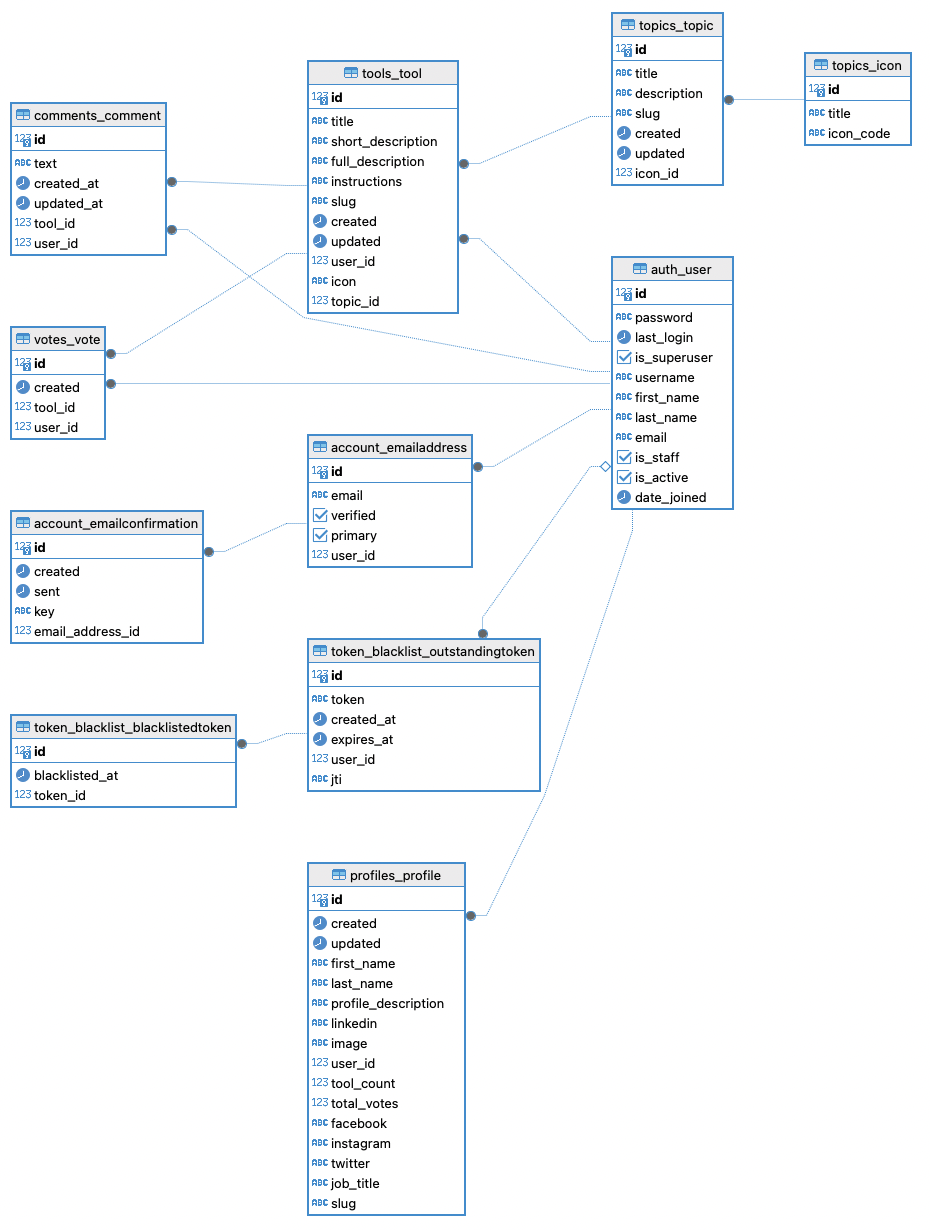 topics_topic
id
title
description
slug
created
updated
icon_id
topics_icon
id
title
icon_code
tools_tool
id
title
short_description
full_description
instructions
slug
created
updated
user_id
icon
topic_id
comments_comment
id
text
created_at
updated_at
tool_id
user_id
auth_user
id
password
last_login
is_superuser
username
first_name
last_name
email
is_staff
is_active
date_joined
votes_vote
id
created
tool_id
user_id
account_emailaddress
id
email
verified
primary
user_id
account_emailconfirmation
id
created
sent
key
email_address_id
token_blacklist_outstandingtoken
id
token
created_at
expires_at
user_id
jti
token_blacklist_blacklistedtoken
id
blacklisted_at
token_id
profiles_profile
id
created
updated
first_name
last_name
profile_description
linkedin
image
user_id
tool_count
total_votes
facebook
instagram
twitter
job_title
slug